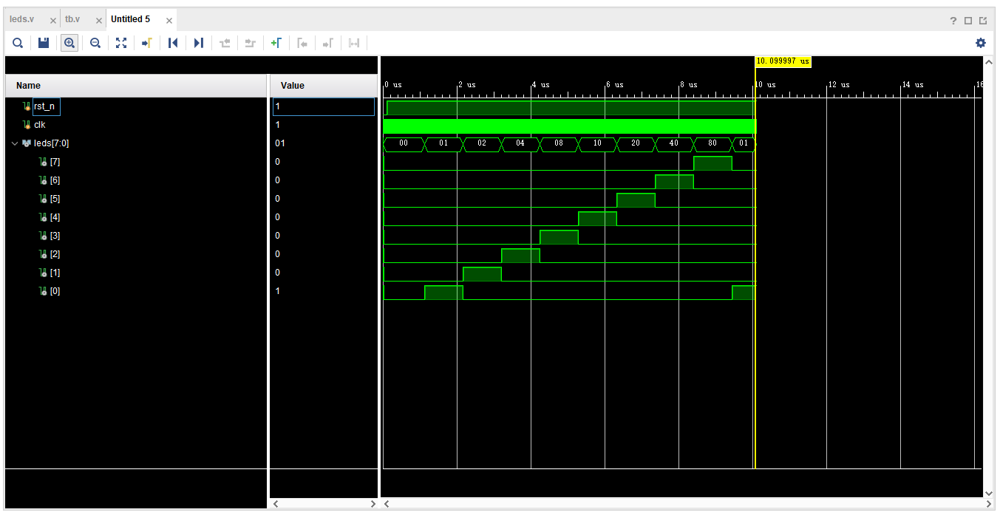 leds.v tb.v Untitled 5
10.099997 us
Name Value
0 us 2 us 4 us 6 us 8 us 10 us 12 us 14 us 16
rst_n 1
clk 1
leds[7:0] 01 00 01 02 04 08 10 20 40 80 01
[7] 0
[6] 0
[5] 0
[4] 0
[3] 0
[2] 0
[1] 0
[0] 1